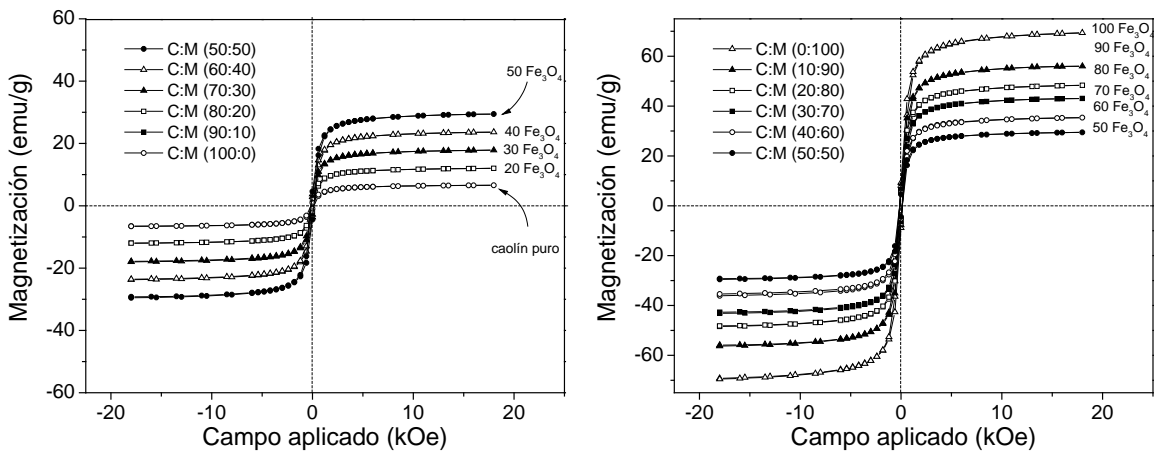 60
40
20
0
-20
-40
-60
Magnetización (emu/g)
C:M (50:50)
C:M (60:40)
C:M (70:30)
C:M (80:20)
C:M (90:10)
C:M (100:0)
50 Fe₃O₄
40 Fe₃O₄
30 Fe₃O₄
20 Fe₃O₄
caolín puro
-20 -10 0 10 20
Campo aplicado (kOe)
60
40
20
0
-20
-40
-60
Magnetización (emu/g)
C:M (0:100)
C:M (10:90)
C:M (20:80)
C:M (30:70)
C:M (40:60)
C:M (50:50)
100 Fe₃O₄
90 Fe₃O₄
80 Fe₃O₄
70 Fe₃O₄
60 Fe₃O₄
50 Fe₃O₄
-20 -10 0 10 20
Campo aplicado (kOe)